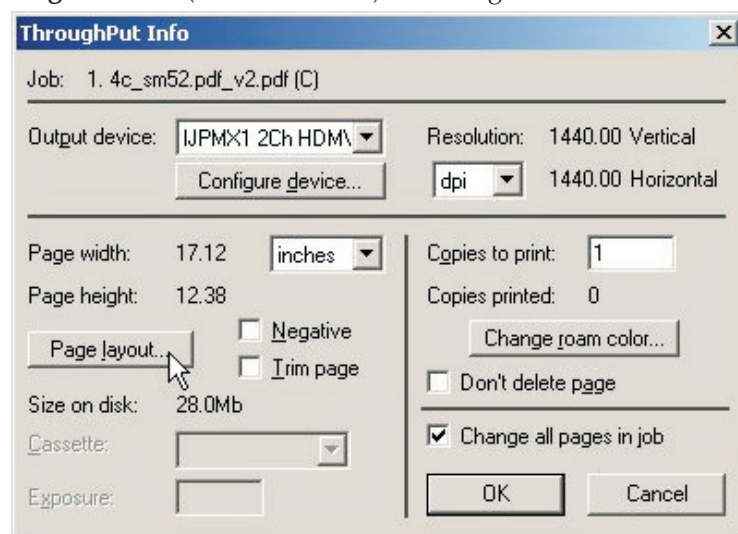 ThroughPut Info
Job: 1. 4c_sm52.pdf_v2.pdf (C)
Output device: IJPMX1 2Ch HDM\
Configure device...
Resolution: 1440.00 Vertical
dpi 1440.00 Horizontal
Page width: 17.12 inches
Page height: 12.38
Page layout...
Negative
Trim page
Size on disk: 28.0Mb
Cassette:
Exposure:
Copies to print: 1
Copies printed: 0
Change roam color...
Don't delete page
Change all pages in job
OK Cancel